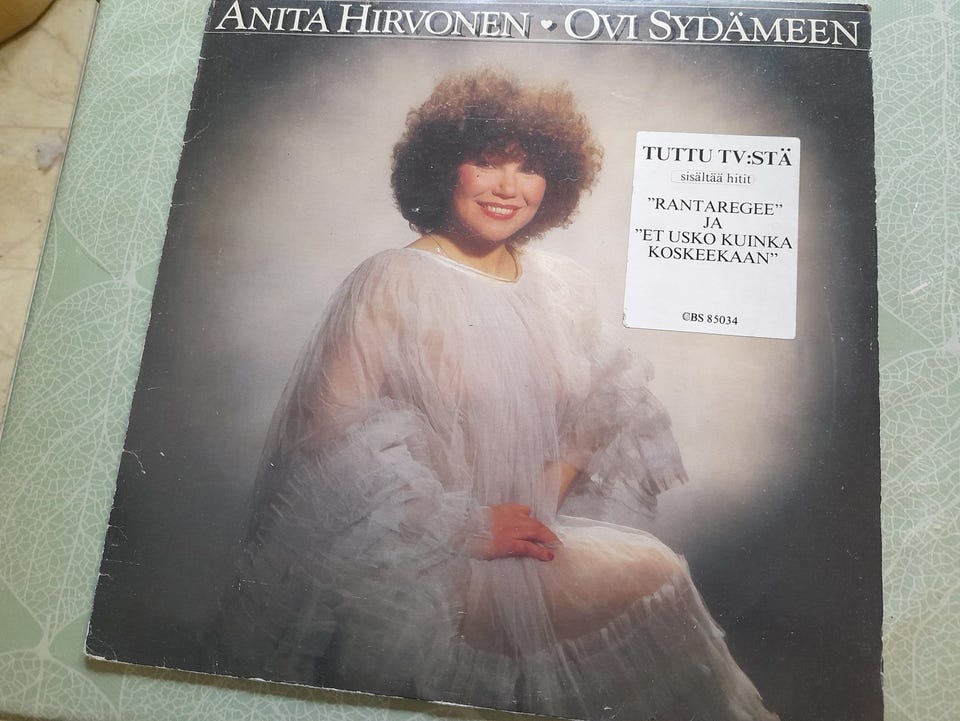 ANITA HIRVONEN • OVI SYDÄMEEN
TUTTU TV:STÄ
sisältää hitit
”RANTAREGEE”
JA
”ET USKO KUINKA
KOSKEEKAAN”
CBS 85034